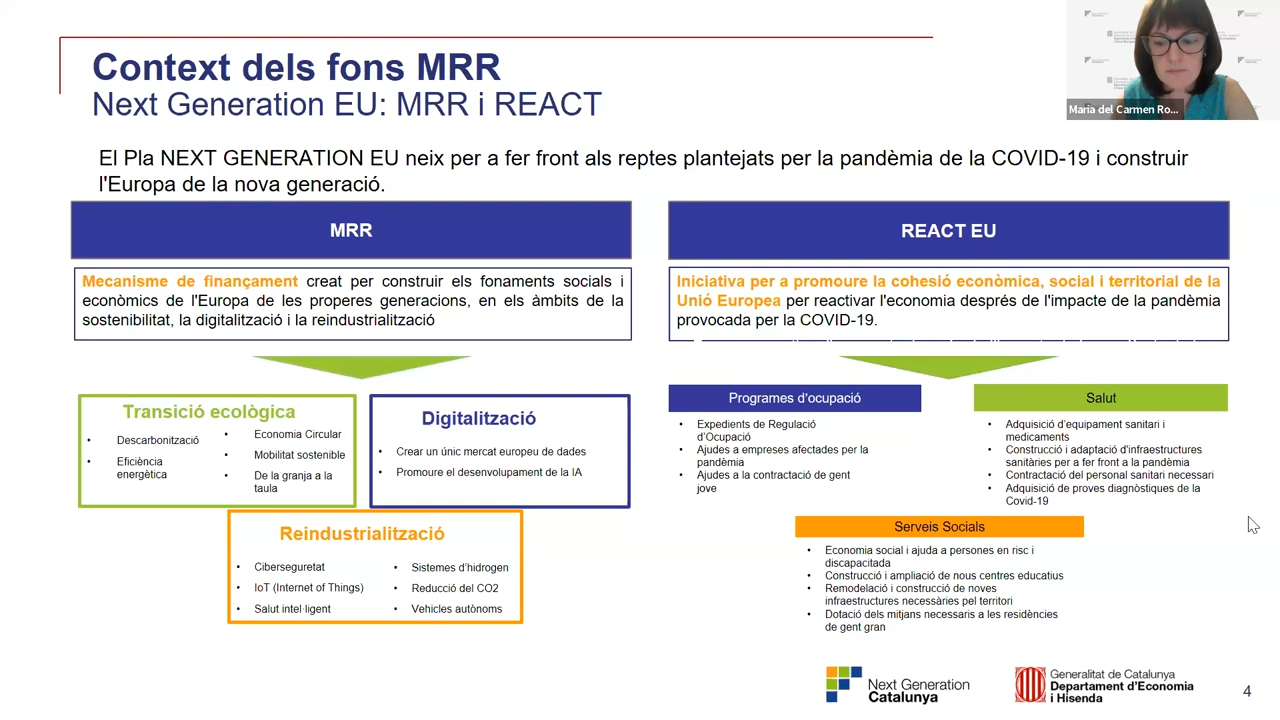 Context dels fons MRR
Next Generation EU: MRR i REACT
Maria del Carmen Ro...
El Pla NEXT GENERATION EU neix per a fer front als reptes plantejats per la pandèmia de la COVID-19 i construir
l'Europa de la nova generació.
MRR
Mecanisme de finançament creat per construir els fonaments socials i
econòmics de l'Europa de les properes generacions, en els àmbits de la
sostenibilitat, la digitalització i la reindustrialització
REACT EU
Iniciativa per a promoure la cohesió econòmica, social i territorial de la
Unió Europea per reactivar l'economia després de l'impacte de la pandèmia
provocada per la COVID-19.
Transició ecològica
• Descarbonització
• Eficiència
energètica
• Economia Circular
• Mobilitat sostenible
• De la granja a la
taula
Digitalització
• Crear un únic mercat europeu de dades
• Promoure el desenvolupament de la IA
Reindustrialització
• Ciberseguretat
• IoT (Internet of Things)
• Salut intel·ligent
• Sistemes d'hidrogen
• Reducció del CO2
• Vehicles autònoms
Programes d'ocupació
• Expedients de Regulació
d'Ocupació
• Ajudes a empreses afectades per la
pandèmia
• Ajudes a la contractació de gent
jove
Salut
• Adquisició d'equipament sanitari i
medicaments
• Construcció i adaptació d'infraestructures
sanitàries per a fer front a la pandèmia
• Contractació del personal sanitari necessari
• Adquisició de proves diagnòstiques de la
Covid-19
Serveis Socials
• Economia social i ajuda a persones en risc i
discapacitada
• Construcció i ampliació de nous centres educatius
• Remodelació i construcció de noves
infraestructures necessàries pel territori
• Dotació dels mitjans necessaris a les residències
de gent gran
Next Generation
Catalunya
Generalitat de Catalunya
Departament d'Economia
i Hisenda
4